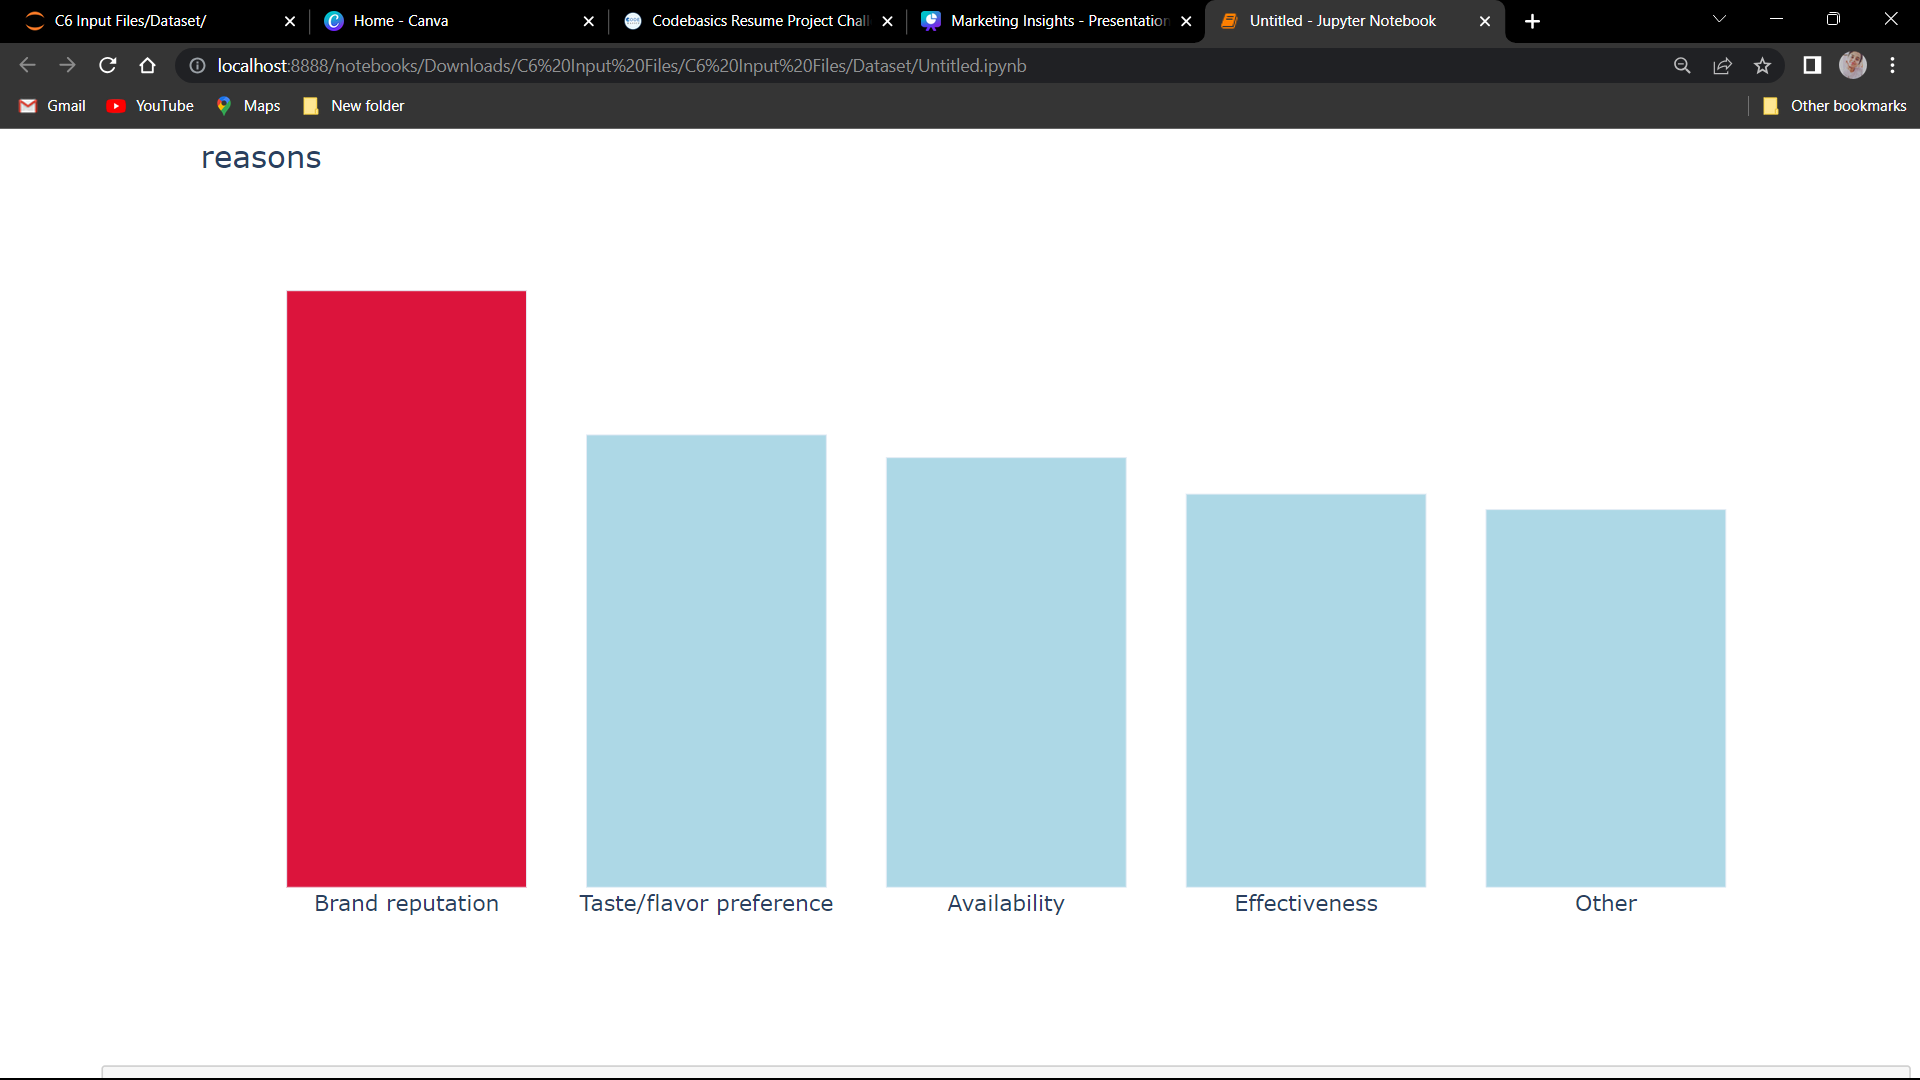 C6 Input Files/Dataset/
Home - Canva
Codebasics Resume Project Chall
Marketing Insights - Presentation
Untitled - Jupyter Notebook
localhost:8888/notebooks/Downloads/C6%20Input%20Files/C6%20Input%20Files/Dataset/Untitled.ipynb
Gmail
YouTube
Maps
New folder
Other bookmarks
reasons
Brand reputation
Taste/flavor preference
Availability
Effectiveness
Other